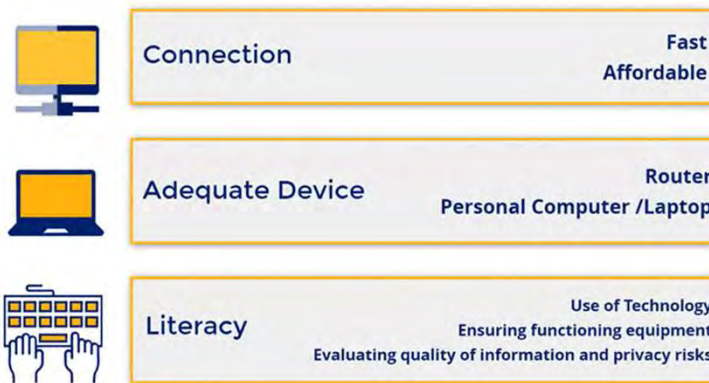 Connection
Fast
Affordable
Adequate Device
Router
Personal Computer /Laptop
Literacy
Use of Technology
Ensuring functioning equipment
Evaluating quality of information and privacy risks